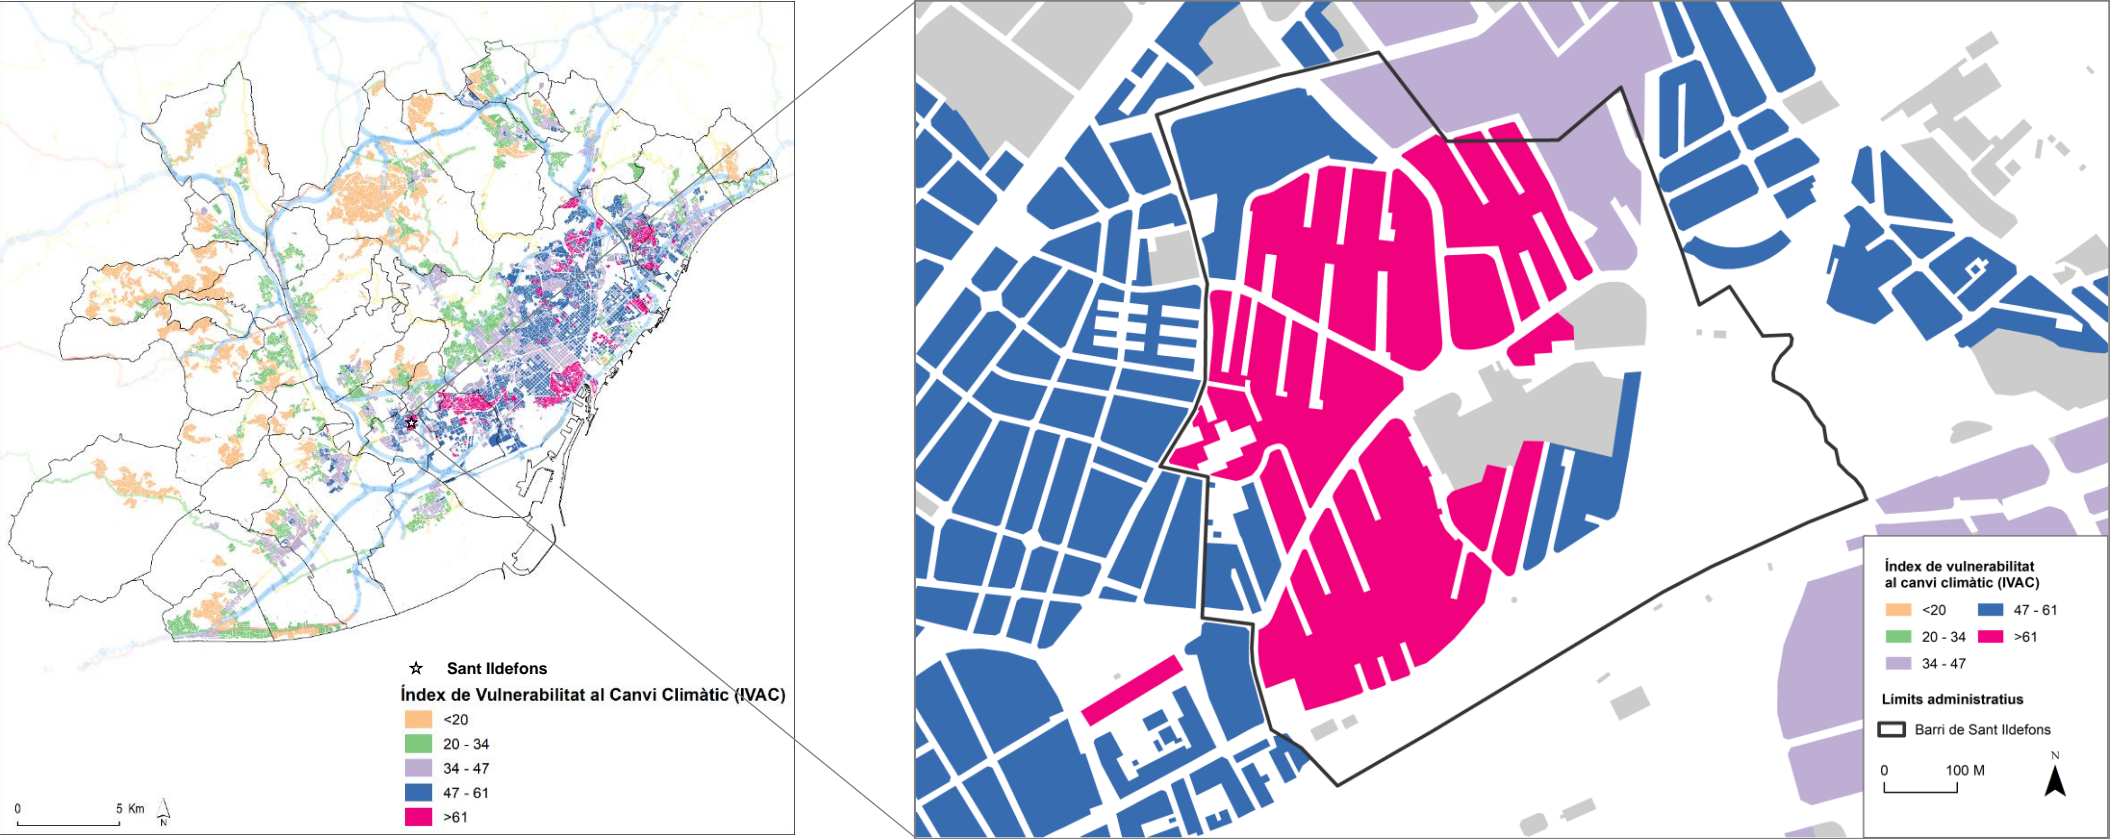 Sant Ildefons
Índex de Vulnerabilitat al Canvi Climàtic (IVAC)
<20
20 - 34
34 - 47
47 - 61
>61
0 5 Km
N
Índex de vulnerabilitat
al canvi climàtic (IVAC)
<20 47 - 61
20 - 34 >61
34 - 47
Límits administratius
Barri de Sant Ildefons
N
0 100 M